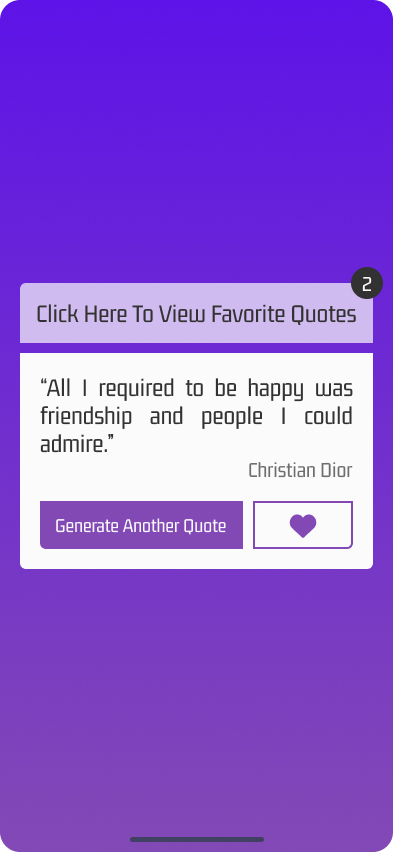 2
Click Here To View Favorite Quotes
“All I required to be happy was
friendship and people I could
admire.”
Christian Dior
Generate Another Quote